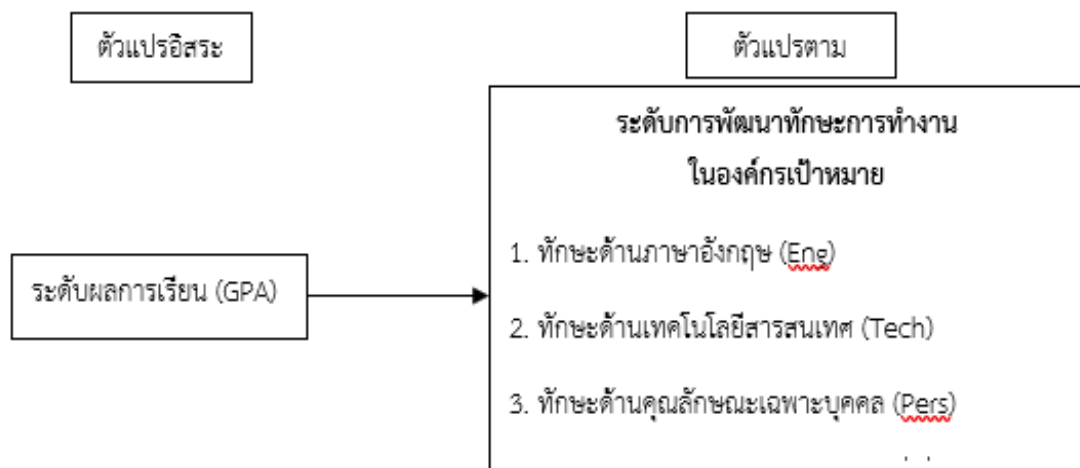 ตัวแปรอิสระ
ตัวแปรตาม
ระดับการพัฒนาทักษะการทำงาน
ในองค์กรเป้าหมาย
1. ทักษะด้านภาษาอังกฤษ (Eng)
ระดับผลการเรียน (GPA)
2. ทักษะด้านเทคโนโลยีสารสนเทศ (Tech)
3. ทักษะด้านคุณลักษณะเฉพาะบุคคล (Pers)